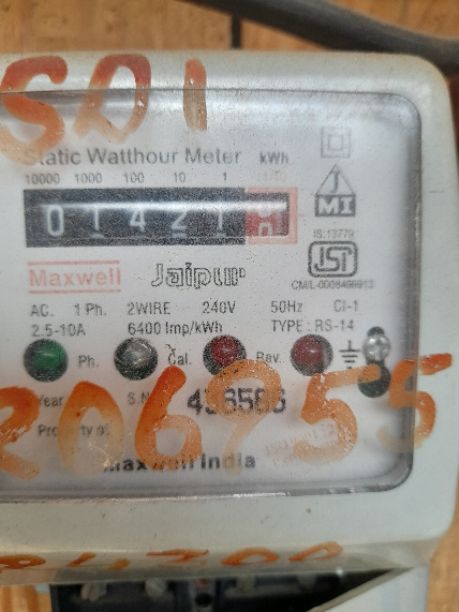 SD1
Static Watthour Meter kWh
10000 1000 100 10 1 1/10
0 1 4 2 1
J
MI
IS:13779
ISI
CM/L-0008499913
Maxwell Jaipur
AC. 1 Ph. 2WIRE 240V 50Hz Cl-1
2.5-10A 6400 Imp/kWh TYPE : RS-14
Ph. Cal. Rev.
Year S.N
206955
Property of
Maxwell India